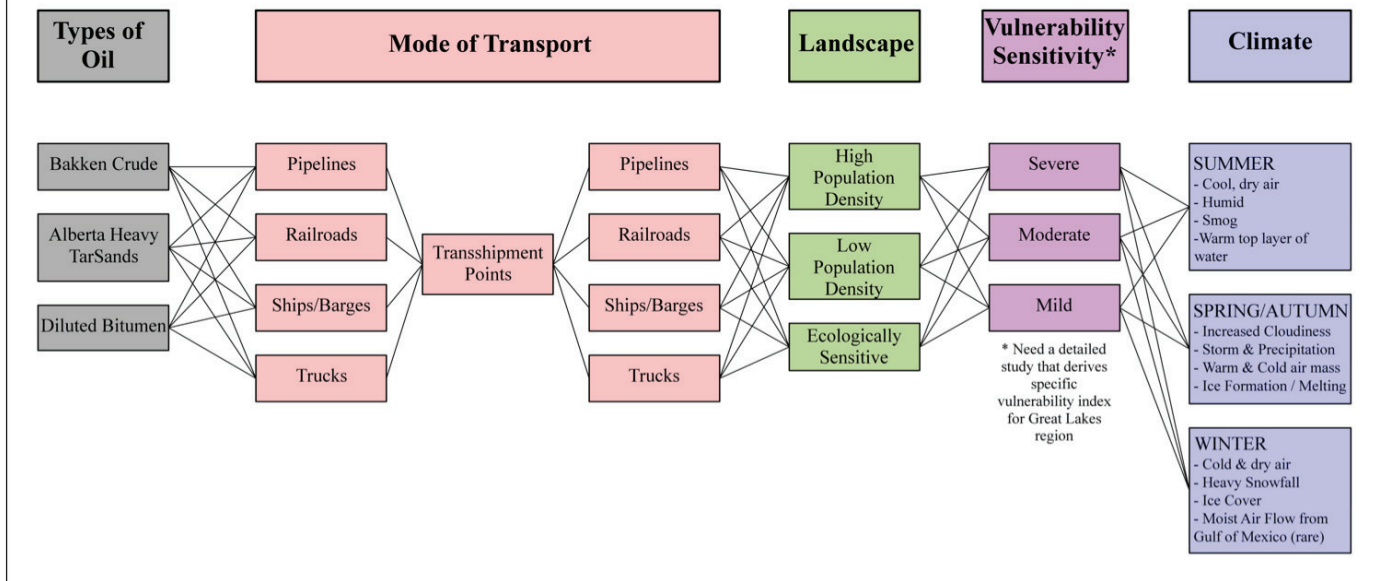 Types of
Oil
Mode of Transport
Landscape
Vulnerability
Sensitivity*
Climate
Bakken Crude
Alberta Heavy
TarSands
Diluted Bitumen
Pipelines
Railroads
Ships/Barges
Trucks
Transshipment
Points
Pipelines
Railroads
Ships/Barges
Trucks
High
Population
Density
Low
Population
Density
Ecologically
Sensitive
Severe
Moderate
Mild
* Need a detailed
study that derives
specific
vulnerability index
for Great Lakes
region
SUMMER
- Cool, dry air
- Humid
- Smog
-Warm top layer of
water
SPRING/AUTUMN
- Increased Cloudiness
- Storm & Precipitation
- Warm & Cold air mass
- Ice Formation / Melting
WINTER
- Cold & dry air
- Heavy Snowfall
- Ice Cover
- Moist Air Flow from
Gulf of Mexico (rare)